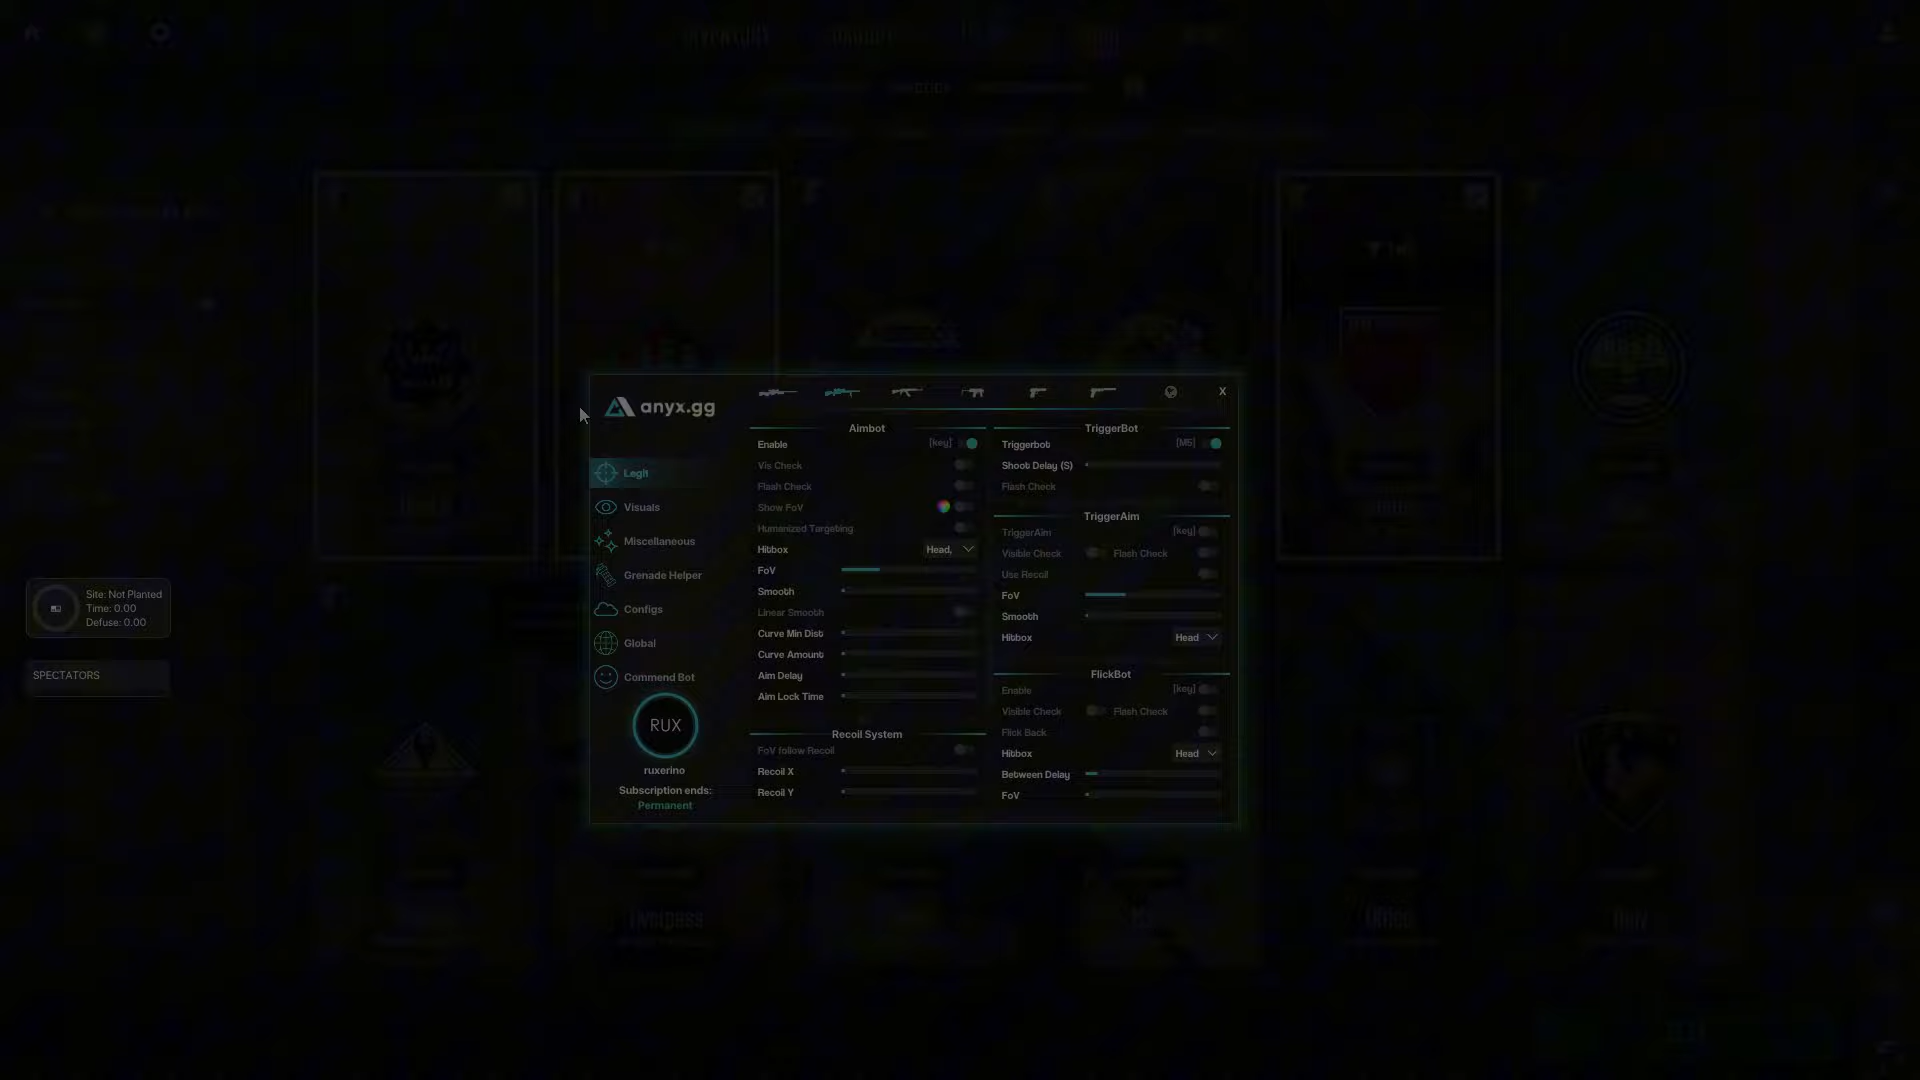 anyx.gg
X
Legit
Visuals
Miscellaneous
Grenade Helper
Configs
Global
Commend Bot
RUX
ruxerino
Subscription ends:
Permanent
Aimbot
Enable [key]
Vis Check
Flash Check
Show FoV
Humanized Targeting
Hitbox Head,
FoV
Smooth
Linear Smooth
Curve Min Dist
Curve Amount
Aim Delay
Aim Lock Time
Recoil System
FoV follow Recoil
Recoil X
Recoil Y
TriggerBot
Triggerbot [M5]
Shoot Delay (S)
Flash Check
TriggerAim
TriggerAim [key]
Visible Check Flash Check
Use Recoil
FoV
Smooth
Hitbox Head
FlickBot
Enable [key]
Visible Check Flash Check
Flick Back
Hitbox Head
Between Delay
FoV
Site: Not Planted
Time: 0.00
Defuse: 0.00
SPECTATORS